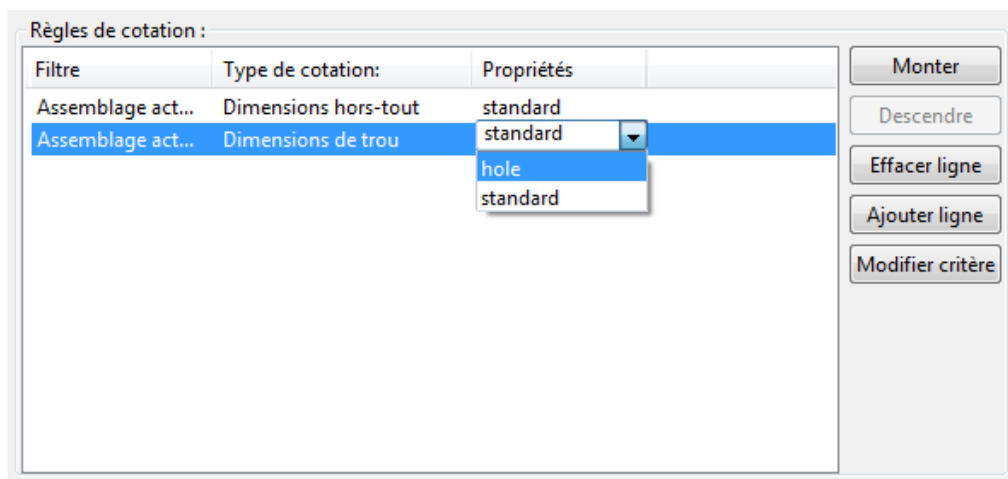 Règles de cotation :
Filtre Type de cotation: Propriétés
Assemblage act... Dimensions hors-tout standard
Assemblage act... Dimensions de trou standard
hole
standard
Monter
Descendre
Effacer ligne
Ajouter ligne
Modifier critère